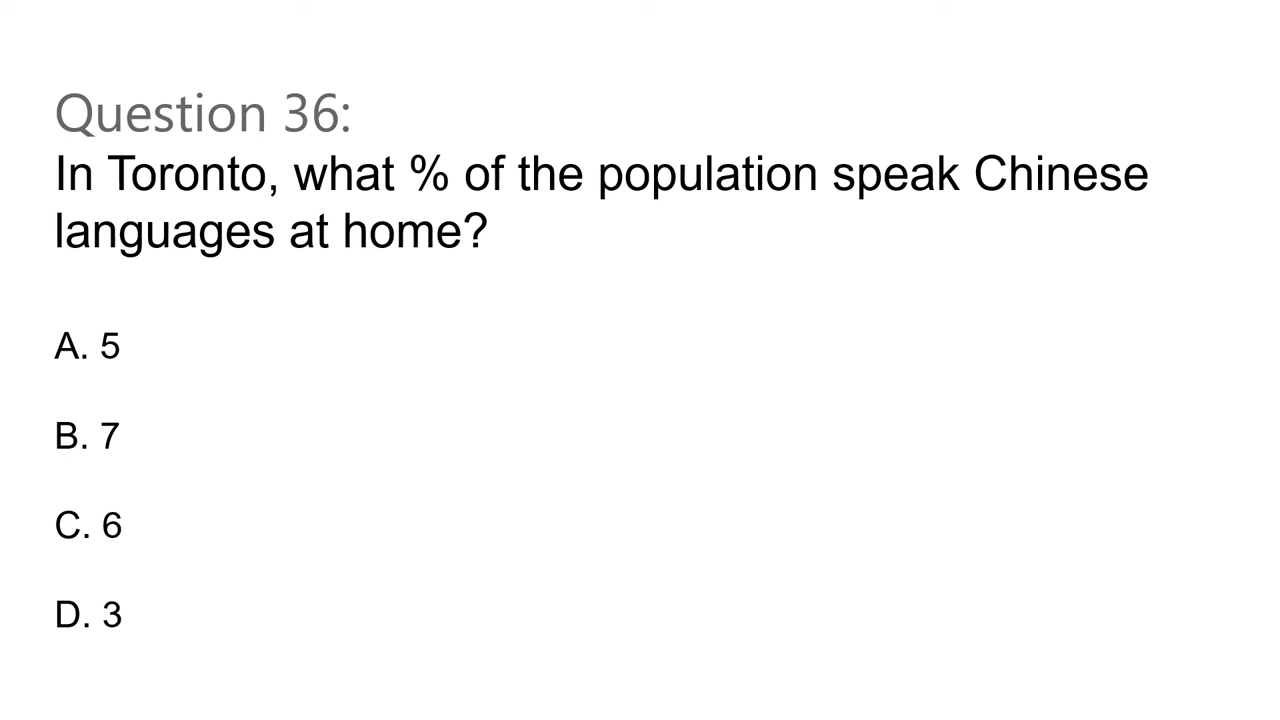 Question 36:
In Toronto, what % of the population speak Chinese
languages at home?
A. 5
B. 7
C. 6
D. 3